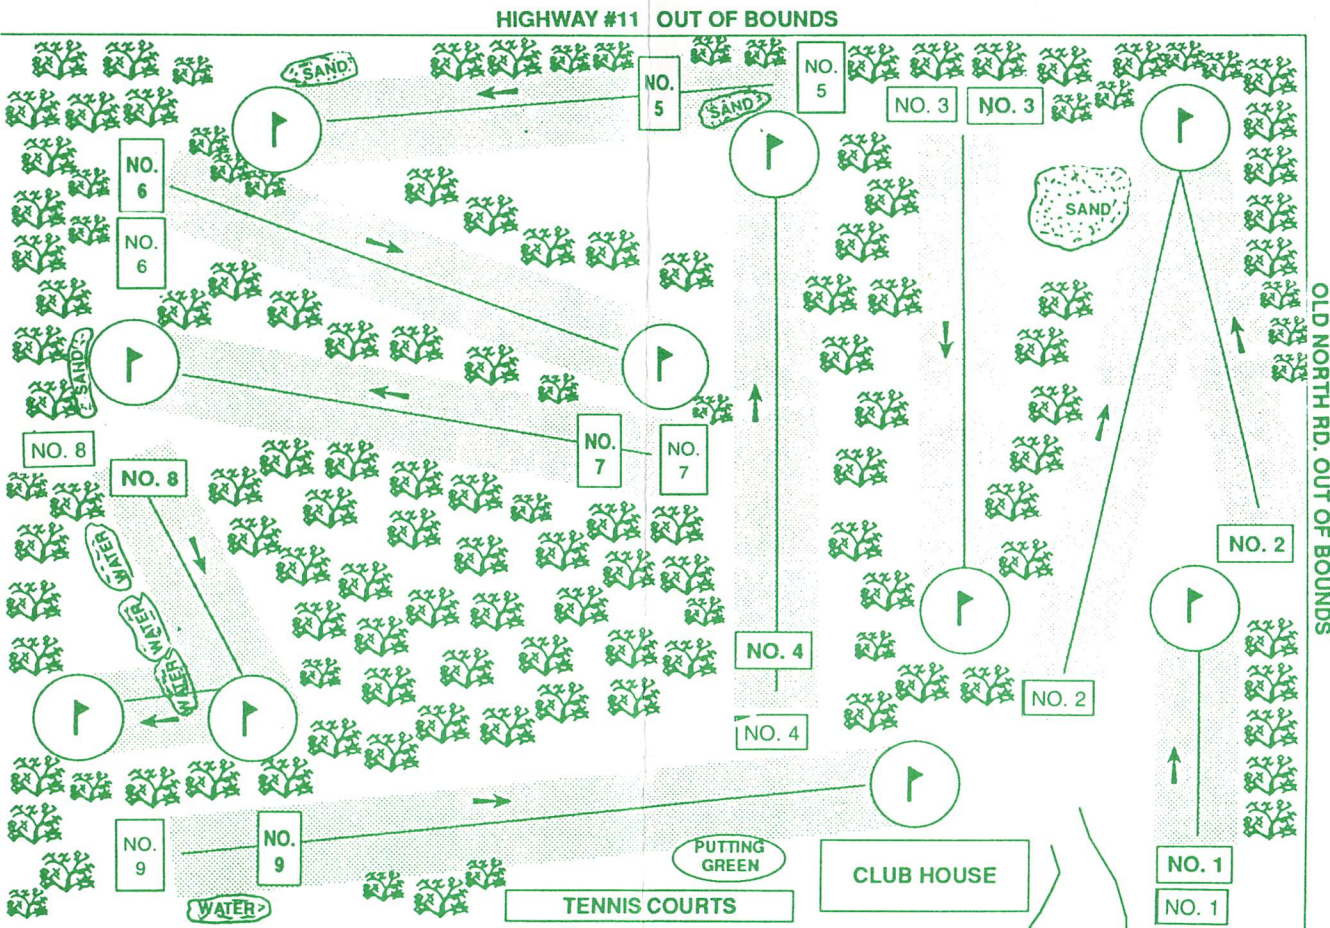 HIGHWAY #11 OUT OF BOUNDS
SAND
NO.
5
NO.
5
SAND
NO. 3
NO. 3
NO.
6
NO.
6
SAND
OLD NORTH RD. OUT OF BOUNDS
SAND
NO. 8
NO. 8
NO.
7
NO.
7
WATER
WATER
WATER
NO. 2
NO. 4
NO. 2
NO. 4
NO.
9
NO.
9
WATER
PUTTING
GREEN
CLUB HOUSE
TENNIS COURTS
NO. 1
NO. 1